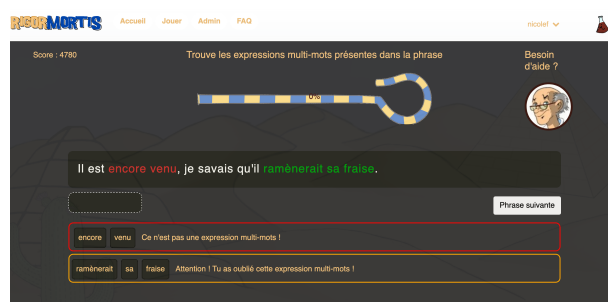 RIGOR MORTIS Accueil Jouer Admin FAQ nicolef
Score : 4780 Trouve les expressions multi-mots présentes dans la phrase Besoin
d'aide ?
0%
Il est encore venu, je savais qu'il ramènerait sa fraise.
Phrase suivante
encore venu Ce n'est pas une expression multi-mots !
ramènerait sa fraise Attention ! Tu as oublié cette expression multi-mots !